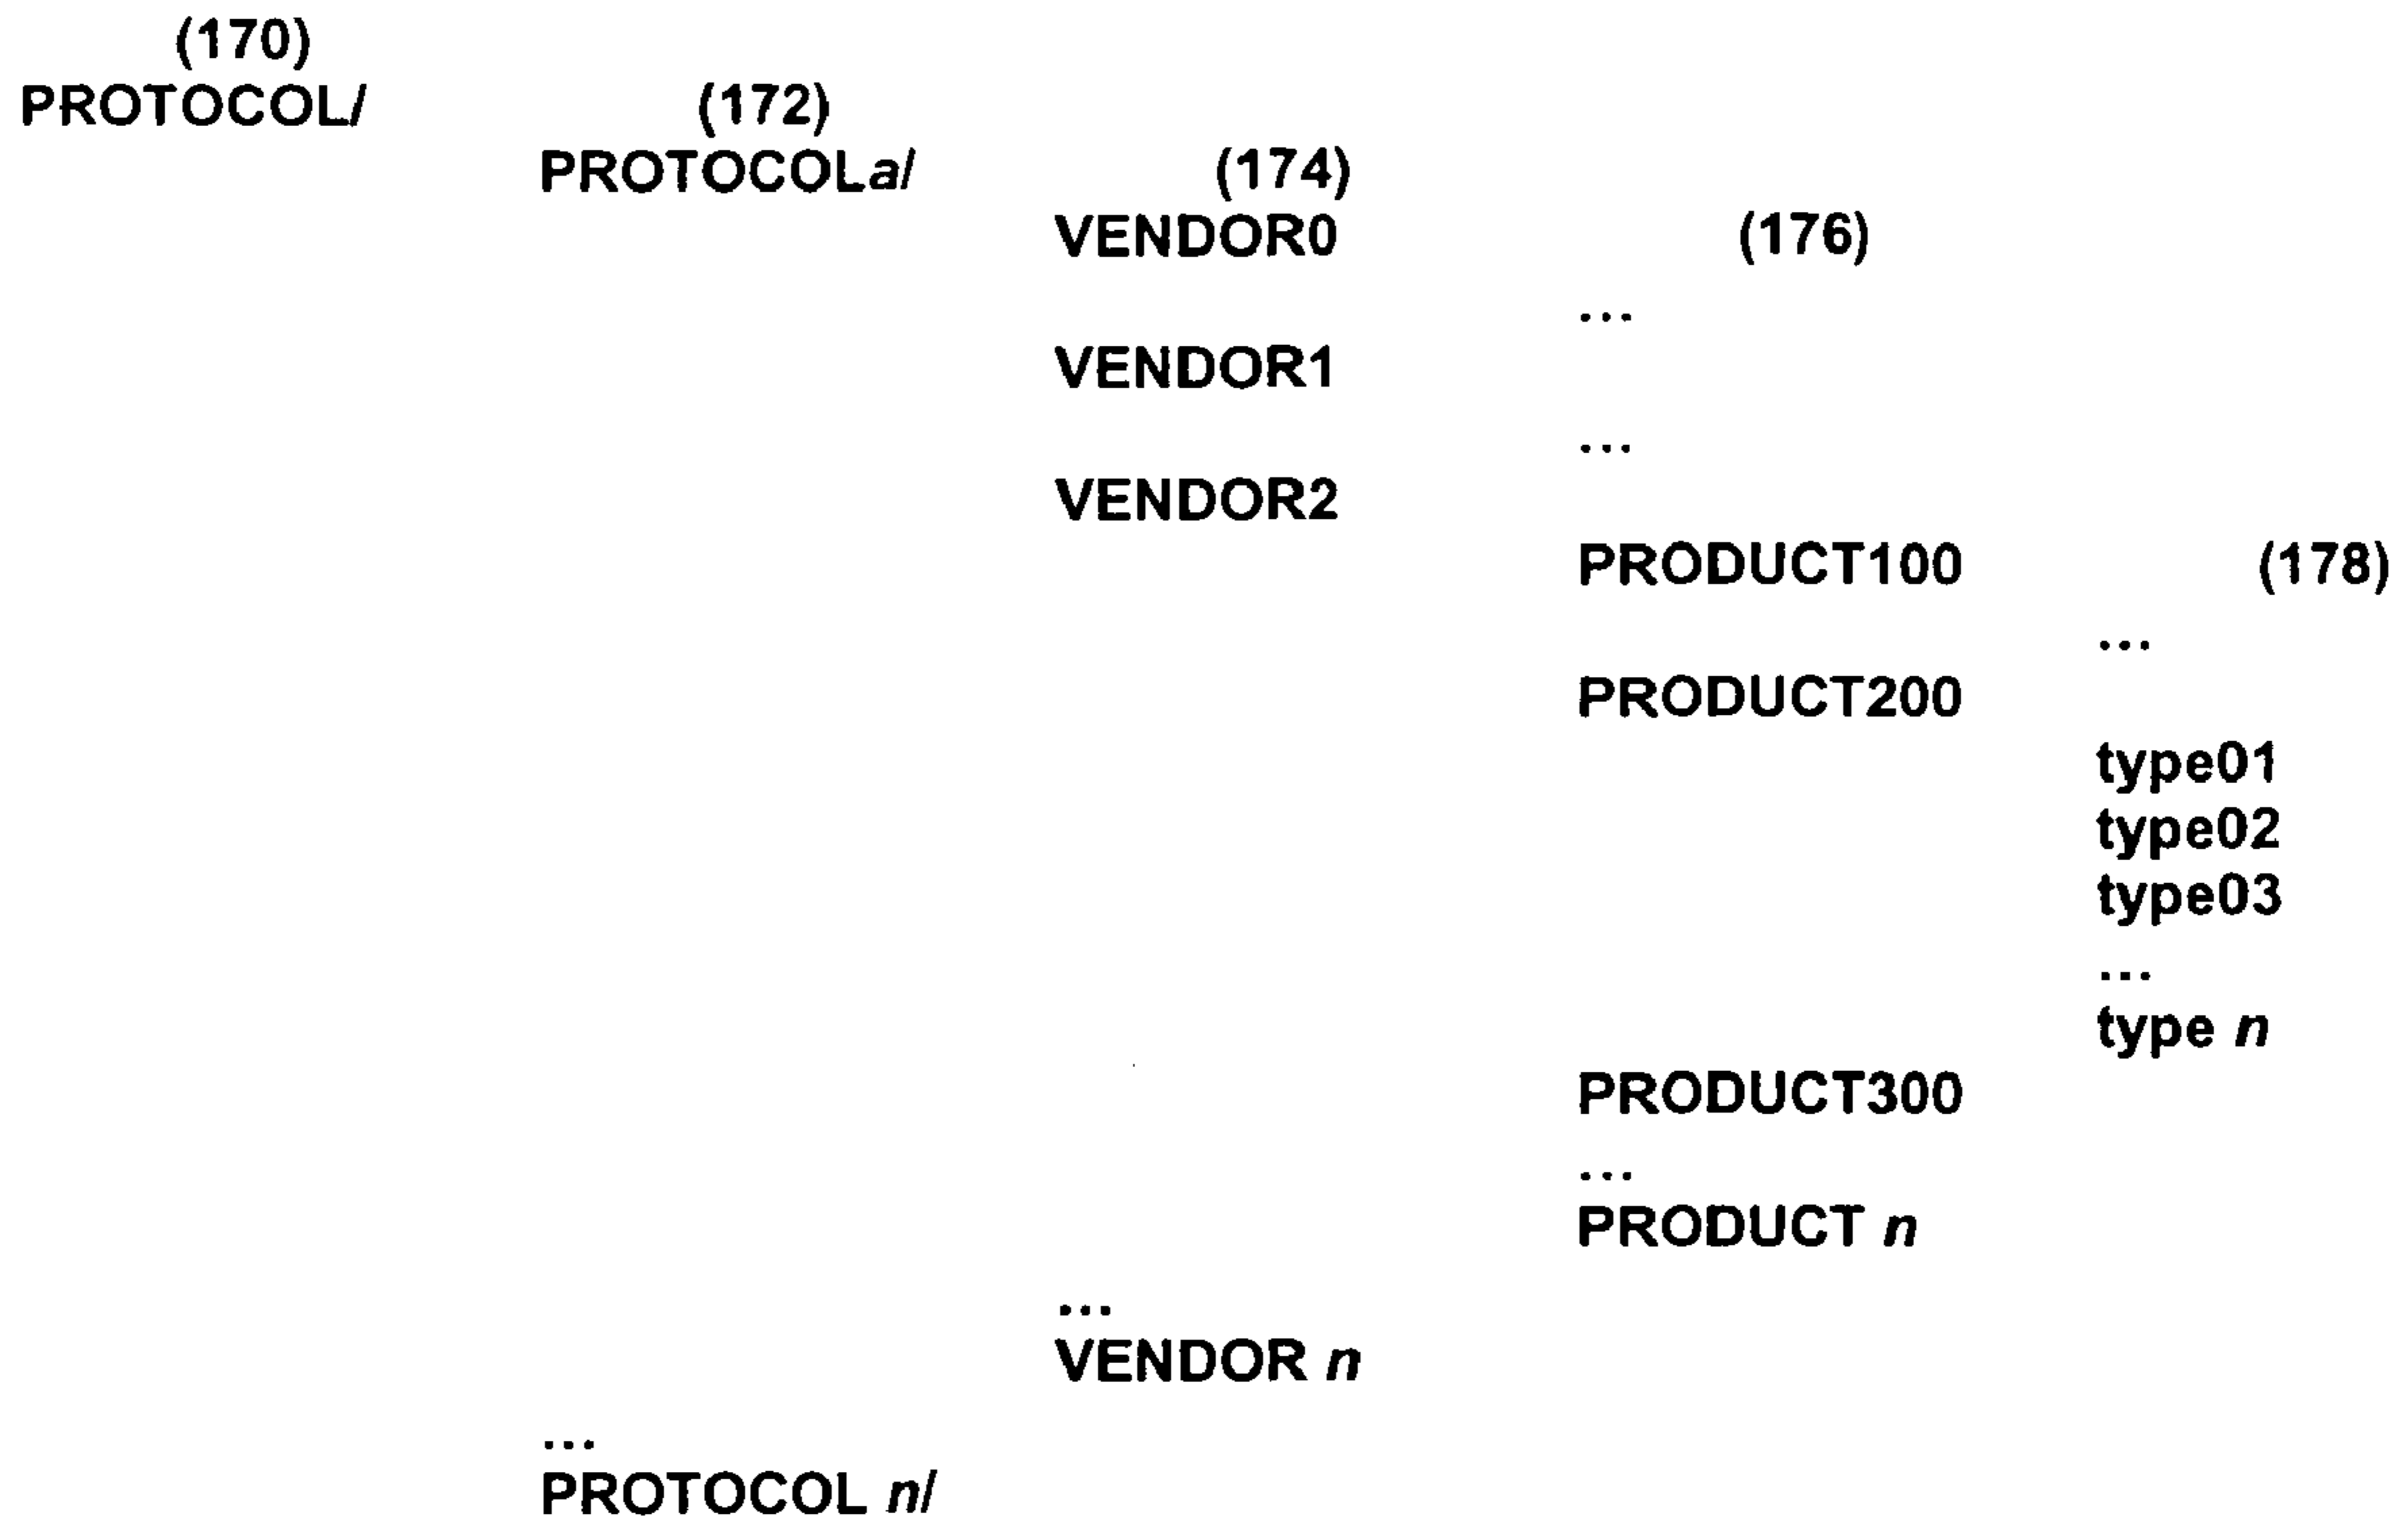 (170)
PROTOCOL/
(172)
PROTOCOLa/
(174)
VENDOR0
(176)
...
VENDOR1
...
VENDOR2
PRODUCT100
(178)
...
PRODUCT200
type01
type02
type03
...
type n
PRODUCT300
...
PRODUCT n
...
VENDOR n
...
PROTOCOL n/